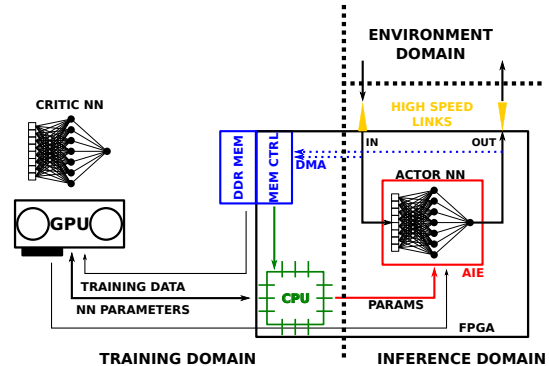 ENVIRONMENT
DOMAIN
CRITIC NN
HIGH SPEED
LINKS
IN
OUT
DDR MEM
MEM CTRL
DMA
ACTOR NN
GPU
AIE
TRAINING DATA
CPU
NN PARAMETERS
PARAMS
FPGA
TRAINING DOMAIN
INFERENCE DOMAIN